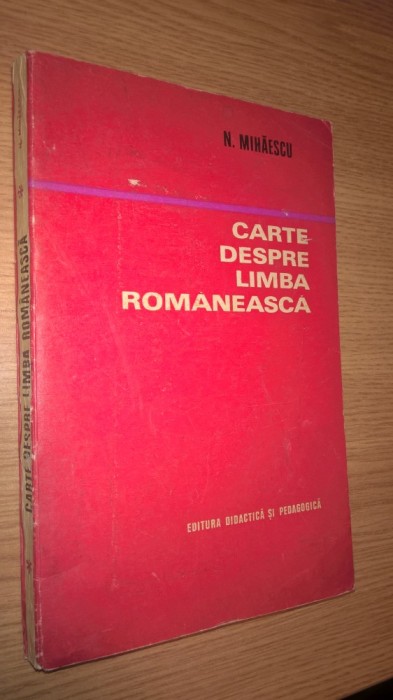 N. MIHĂESCU
CARTE
DESPRE
LIMBA
ROMÂNEASCĂ
EDITURA DIDACTICĂ ȘI PEDAGOGICĂ
CARTE DESPRE LIMBA ROMÂNEASCĂ